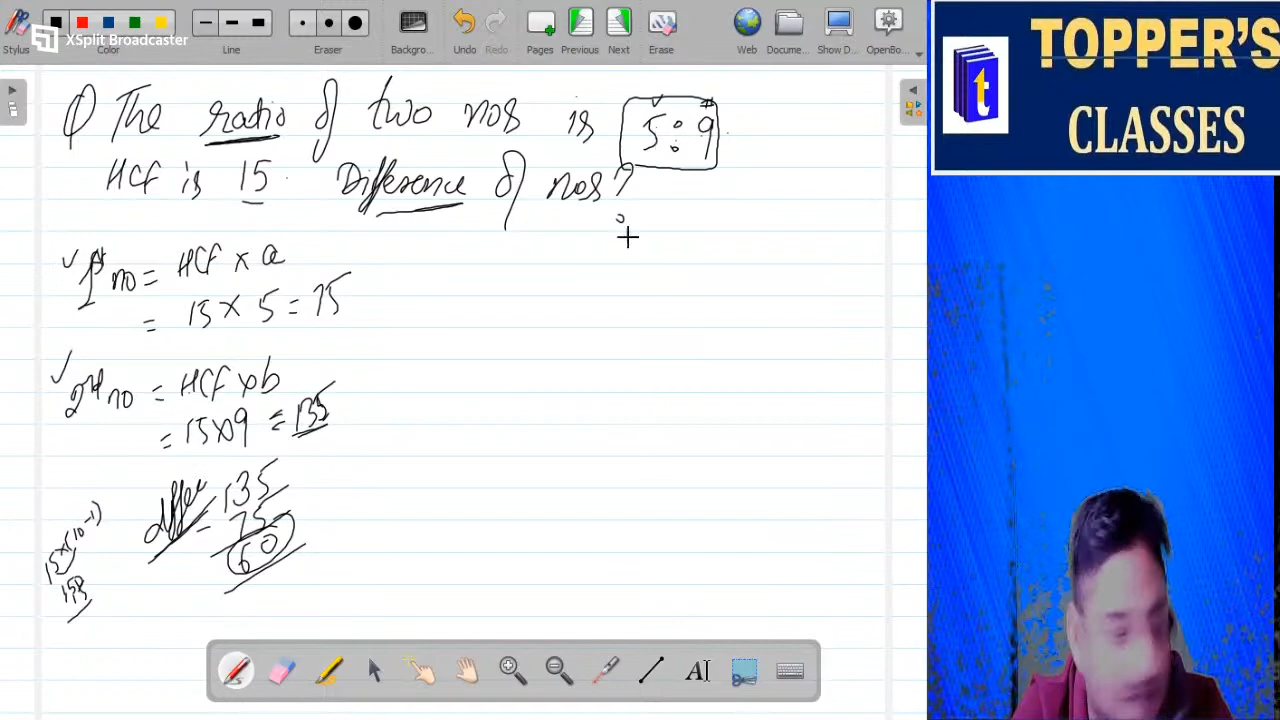 Stylus
Color
Line
Eraser
Backgro...
Undo
Redo
Pages
Previous
Next
Erase
Web
Docume...
Show D...
OpenBo...
XSplit Broadcaster
TOPPER'S
CLASSES
t
Q The ratio of two nos is 5:9.
HCF is 15. Difference of nos?
1st no = HCF × a
= 15 × 5 = 75
2nd no = HCF × b
= 15×9 = 135
differ 135
- 75
60
15×(10-1)
A